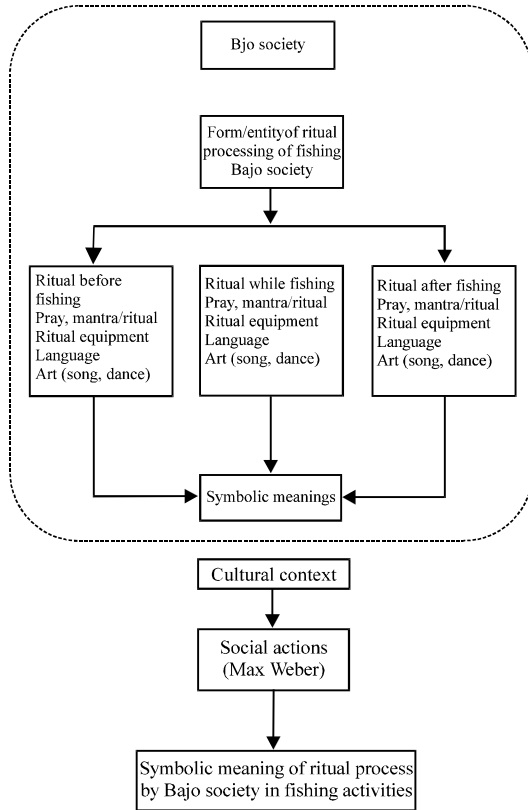 Bjo society
Form/entityof ritual
processing of fishing
Bajo society
Ritual before
fishing
Pray, mantra/ritual
Ritual equipment
Language
Art (song, dance)
Ritual while fishing
Pray, mantra/ritual
Ritual equipment
Language
Art (song, dance)
Ritual after fishing
Pray, mantra/ritual
Ritual equipment
Language
Art (song, dance)
Symbolic meanings
Cultural context
Social actions
(Max Weber)
Symbolic meaning of ritual process
by Bajo society in fishing activities